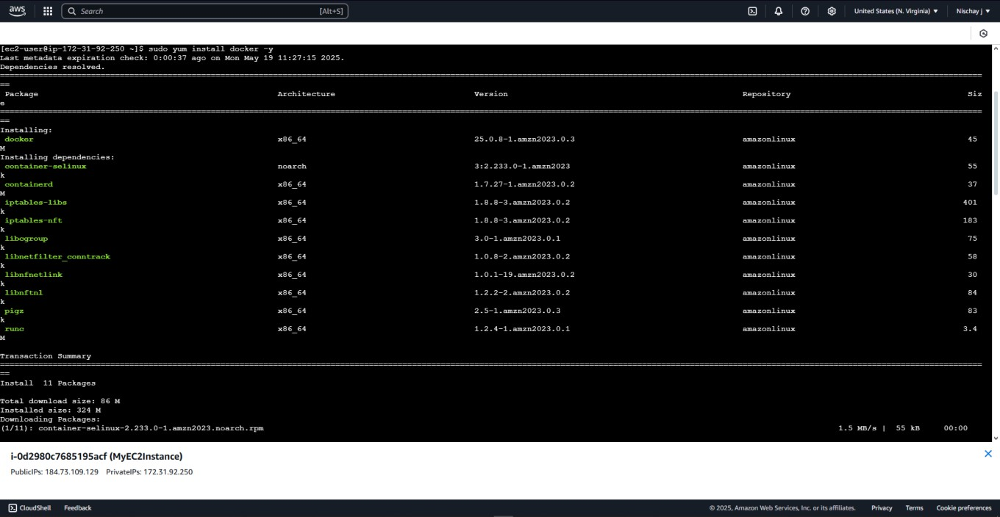 aws
Search [Alt+S] United States (N. Virginia) Nischay j
[ec2-user@ip-172-31-92-250 ~]$ sudo yum install docker -y
Last metadata expiration check: 0:00:37 ago on Mon May 19 11:27:15 2025.
Dependencies resolved.
================================================================================
==
Package Architecture Version Repository Siz
e
================================================================================
==
Installing:
docker x86_64 25.0.8-1.amzn2023.0.3 amazonlinux 45
M
Installing dependencies:
container-selinux noarch 3:2.233.0-1.amzn2023 amazonlinux 55
k
containerd x86_64 1.7.27-1.amzn2023.0.2 amazonlinux 37
M
iptables-libs x86_64 1.8.8-3.amzn2023.0.2 amazonlinux 401
k
iptables-nft x86_64 1.8.8-3.amzn2023.0.2 amazonlinux 183
k
libcgroup x86_64 3.0-1.amzn2023.0.1 amazonlinux 75
k
libnetfilter_conntrack x86_64 1.0.8-2.amzn2023.0.2 amazonlinux 58
k
libnfnetlink x86_64 1.0.1-19.amzn2023.0.2 amazonlinux 30
k
libnftnl x86_64 1.2.2-2.amzn2023.0.2 amazonlinux 84
k
pigz x86_64 2.5-1.amzn2023.0.3 amazonlinux 83
k
runc x86_64 1.2.4-1.amzn2023.0.1 amazonlinux 3.4
M
Transaction Summary
================================================================================
==
Install 11 Packages
Total download size: 86 M
Installed size: 324 M
Downloading Packages:
(1/11): container-selinux-2.233.0-1.amzn2023.noarch.rpm 1.5 MB/s | 55 kB 00:00
i-0d2980c7685195acf (MyEC2Instance)
PublicIPs: 184.73.109.129 PrivateIPs: 172.31.92.250
CloudShell Feedback © 2025, Amazon Web Services, Inc. or its affiliates. Privacy Terms Cookie preferences